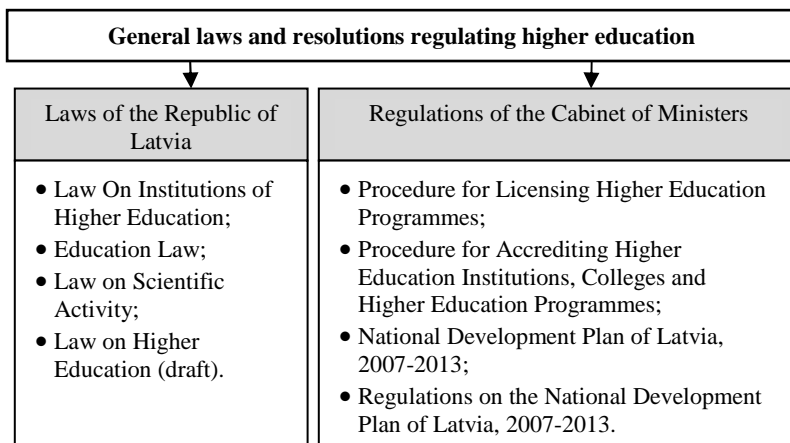 General laws and resolutions regulating higher education
Laws of the Republic of
Latvia
• Law On Institutions of
Higher Education;
• Education Law;
• Law on Scientific
Activity;
• Law on Higher
Education (draft).
Regulations of the Cabinet of Ministers
• Procedure for Licensing Higher Education
Programmes;
• Procedure for Accrediting Higher
Education Institutions, Colleges and
Higher Education Programmes;
• National Development Plan of Latvia,
2007-2013;
• Regulations on the National Development
Plan of Latvia, 2007-2013.